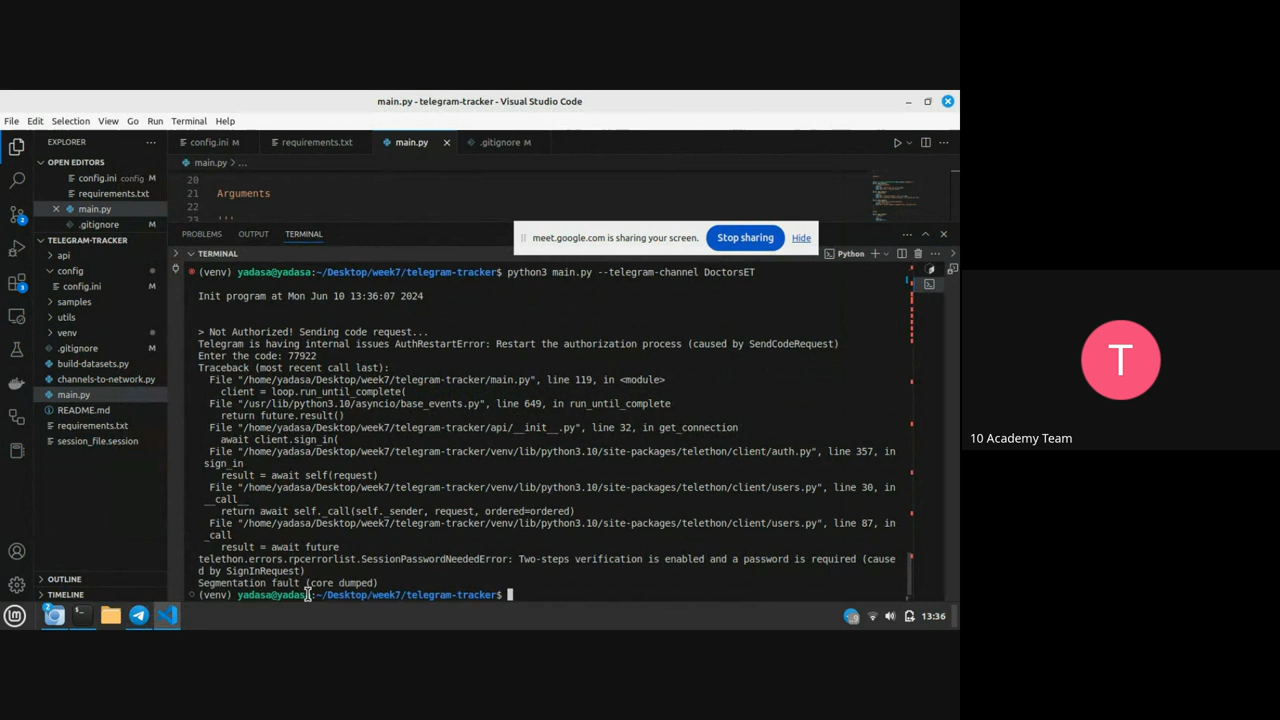 main.py - telegram-tracker - Visual Studio Code
File Edit Selection View Go Run Terminal Help
EXPLORER
config.ini M requirements.txt main.py .gitignore M
OPEN EDITORS
main.py > ...
config.ini config M
requirements.txt
main.py
.gitignore M
20
21 Arguments
22
23 '''
TELEGRAM-TRACKER
api
config
config.ini M
samples
utils
venv
.gitignore M
build-datasets.py
channels-to-network.py
main.py
README.md
requirements.txt
session_file.session
OUTLINE
TIMELINE
PROBLEMS OUTPUT TERMINAL
meet.google.com is sharing your screen. Stop sharing Hide
TERMINAL
Python
(venv) yadasa@yadasa:~/Desktop/week7/telegram-tracker$ python3 main.py --telegram-channel DoctorsET
Init program at Mon Jun 10 13:36:07 2024
> Not Authorized! Sending code request...
Telegram is having internal issues AuthRestartError: Restart the authorization process (caused by SendCodeRequest)
Enter the code: 77922
Traceback (most recent call last):
File "/home/yadasa/Desktop/week7/telegram-tracker/main.py", line 119, in <module>
client = loop.run_until_complete(
File "/usr/lib/python3.10/asyncio/base_events.py", line 649, in run_until_complete
return future.result()
File "/home/yadasa/Desktop/week7/telegram-tracker/api/__init__.py", line 32, in get_connection
await client.sign_in(
File "/home/yadasa/Desktop/week7/telegram-tracker/venv/lib/python3.10/site-packages/telethon/client/auth.py", line 357, in
sign_in
result = await self(request)
File "/home/yadasa/Desktop/week7/telegram-tracker/venv/lib/python3.10/site-packages/telethon/client/users.py", line 30, in
__call__
return await self._call(self._sender, request, ordered=ordered)
File "/home/yadasa/Desktop/week7/telegram-tracker/venv/lib/python3.10/site-packages/telethon/client/users.py", line 87, in
_call
result = await future
telethon.errors.rpcerrorlist.SessionPasswordNeededError: Two-steps verification is enabled and a password is required (cause
d by SignInRequest)
Segmentation fault (core dumped)
(venv) yadasa@yadasa:~/Desktop/week7/telegram-tracker$
13:36
T
10 Academy Team